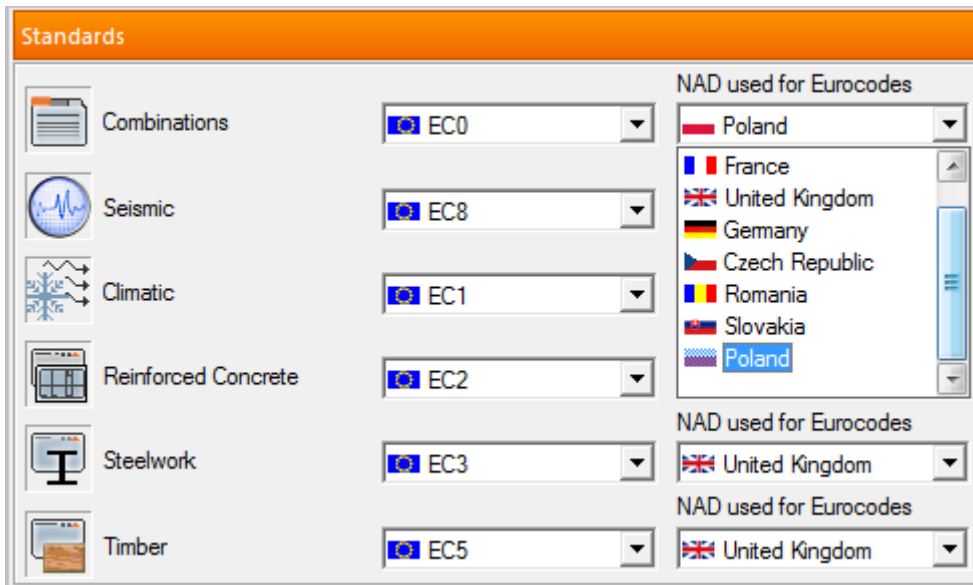 Standards
NAD used for Eurocodes
Combinations
EC0
Poland
France
United Kingdom
Germany
Czech Republic
Romania
Slovakia
Poland
Seismic
EC8
Climatic
EC1
Reinforced Concrete
EC2
NAD used for Eurocodes
Steelwork
EC3
United Kingdom
NAD used for Eurocodes
Timber
EC5
United Kingdom